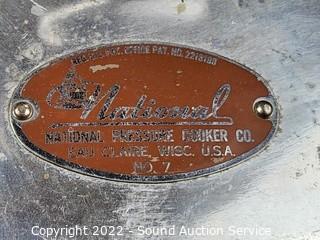 REG. U.S. PAT. OFFICE PAT. NO. 2218188
National
NATIONAL PRESSURE COOKER CO.
EAU CLAIRE, WISC. U.S.A.
NO. 7
Copyright 2022 - Sound Auction Service